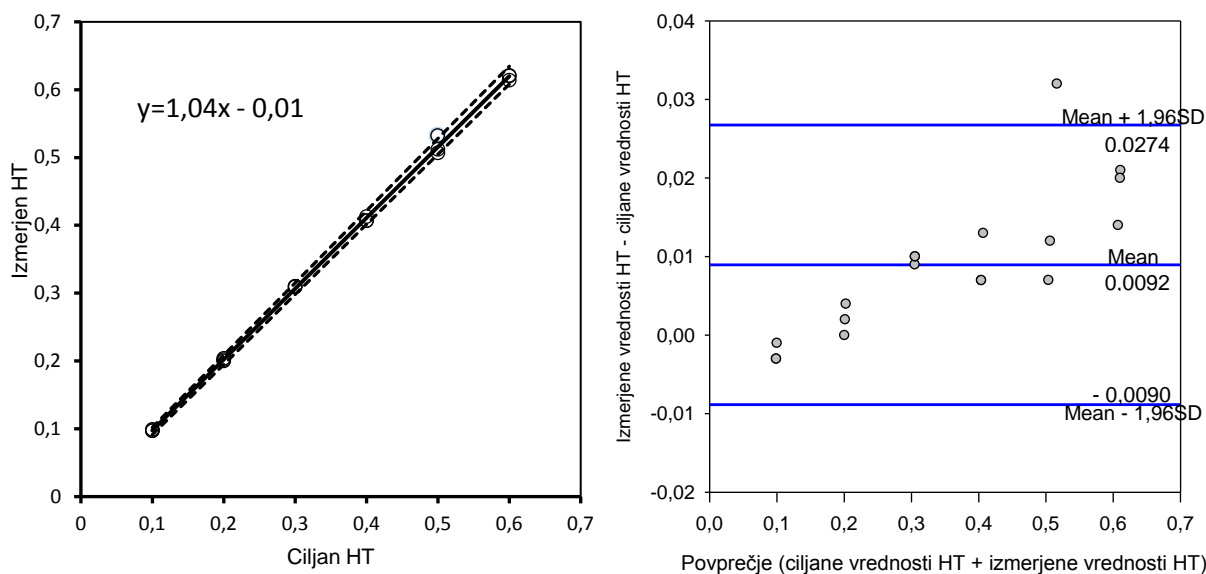 0,7
0,6
0,5
0,4
0,3
0,2
0,1
0
y=1,04x - 0,01
Izmerjen HT
0 0,1 0,2 0,3 0,4 0,5 0,6 0,7
Ciljan HT
0,04
0,03
0,02
0,01
0,00
-0,01
-0,02
Izmerjene vrednosti HT - ciljane vrednosti HT
Mean + 1,96SD
0.0274
Mean
0.0092
- 0.0090
Mean - 1,96SD
0,0 0,1 0,2 0,3 0,4 0,5 0,6 0,7
Povprečje (ciljane vrednosti HT + izmerjene vrednosti HT)